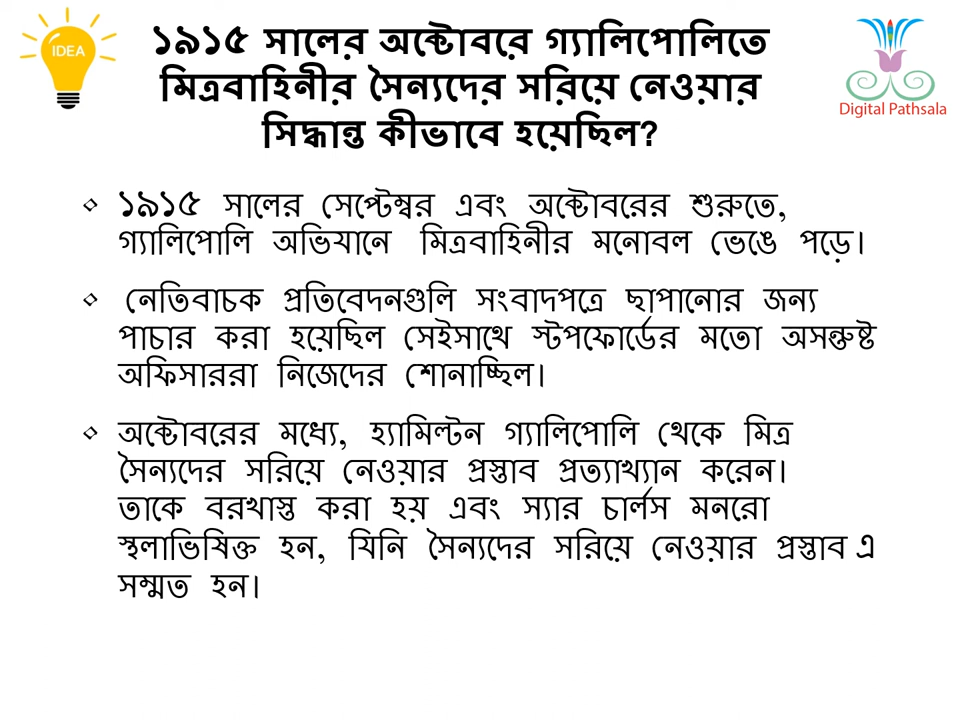 IDEA
১৯১৫ সালের অক্টোবরে গ্যালিপোলিতে
মিত্রবাহিনীর সৈন্যদের সরিয়ে নেওয়ার
সিদ্ধান্ত কীভাবে হয়েছিল?
Digital Pathsala
১৯১৫ সালের সেপ্টেম্বর এবং অক্টোবরের শুরুতে,
গ্যালিপোলি অভিযানে মিত্রবাহিনীর মনোবল ভেঙে পড়ে।
নেতিবাচক প্রতিবেদনগুলি সংবাদপত্রে ছাপানোর জন্য
পাচার করা হয়েছিল সেইসাথে স্টপফোর্ডের মতো অসন্তুষ্ট
অফিসাররা নিজেদের শোনাচ্ছিল।
অক্টোবরের মধ্যে, হ্যামিল্টন গ্যালিপোলি থেকে মিত্র
সৈন্যদের সরিয়ে নেওয়ার প্রস্তাব প্রত্যাখ্যান করেন।
তাকে বরখাস্ত করা হয় এবং স্যার চার্লস মনরো
স্থলাভিষিক্ত হন, যিনি সৈন্যদের সরিয়ে নেওয়ার প্রস্তাব এ
সম্মত হন।